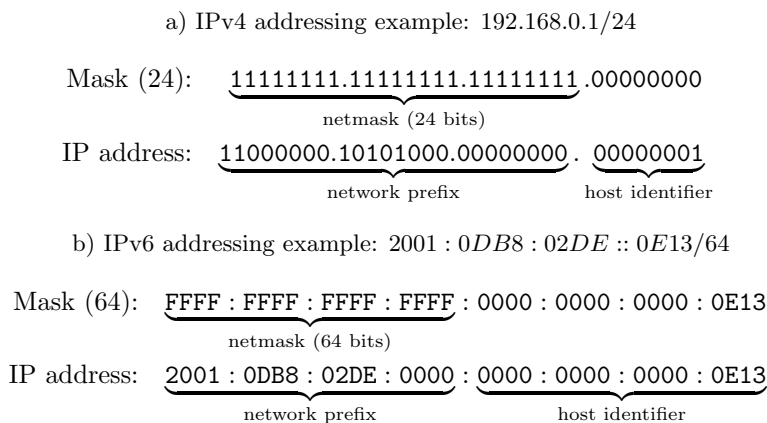 a) IPv4 addressing example: 192.168.0.1/24
Mask (24): 11111111.11111111.11111111.00000000
netmask (24 bits)
IP address: 11000000.10101000.00000000. 00000001
network prefix host identifier
b) IPv6 addressing example: 2001 : 0DB8 : 02DE :: 0E13/64
Mask (64): FFFF : FFFF : FFFF : FFFF : 0000 : 0000 : 0000 : 0E13
netmask (64 bits)
IP address: 2001 : 0DB8 : 02DE : 0000 : 0000 : 0000 : 0000 : 0E13
network prefix host identifier